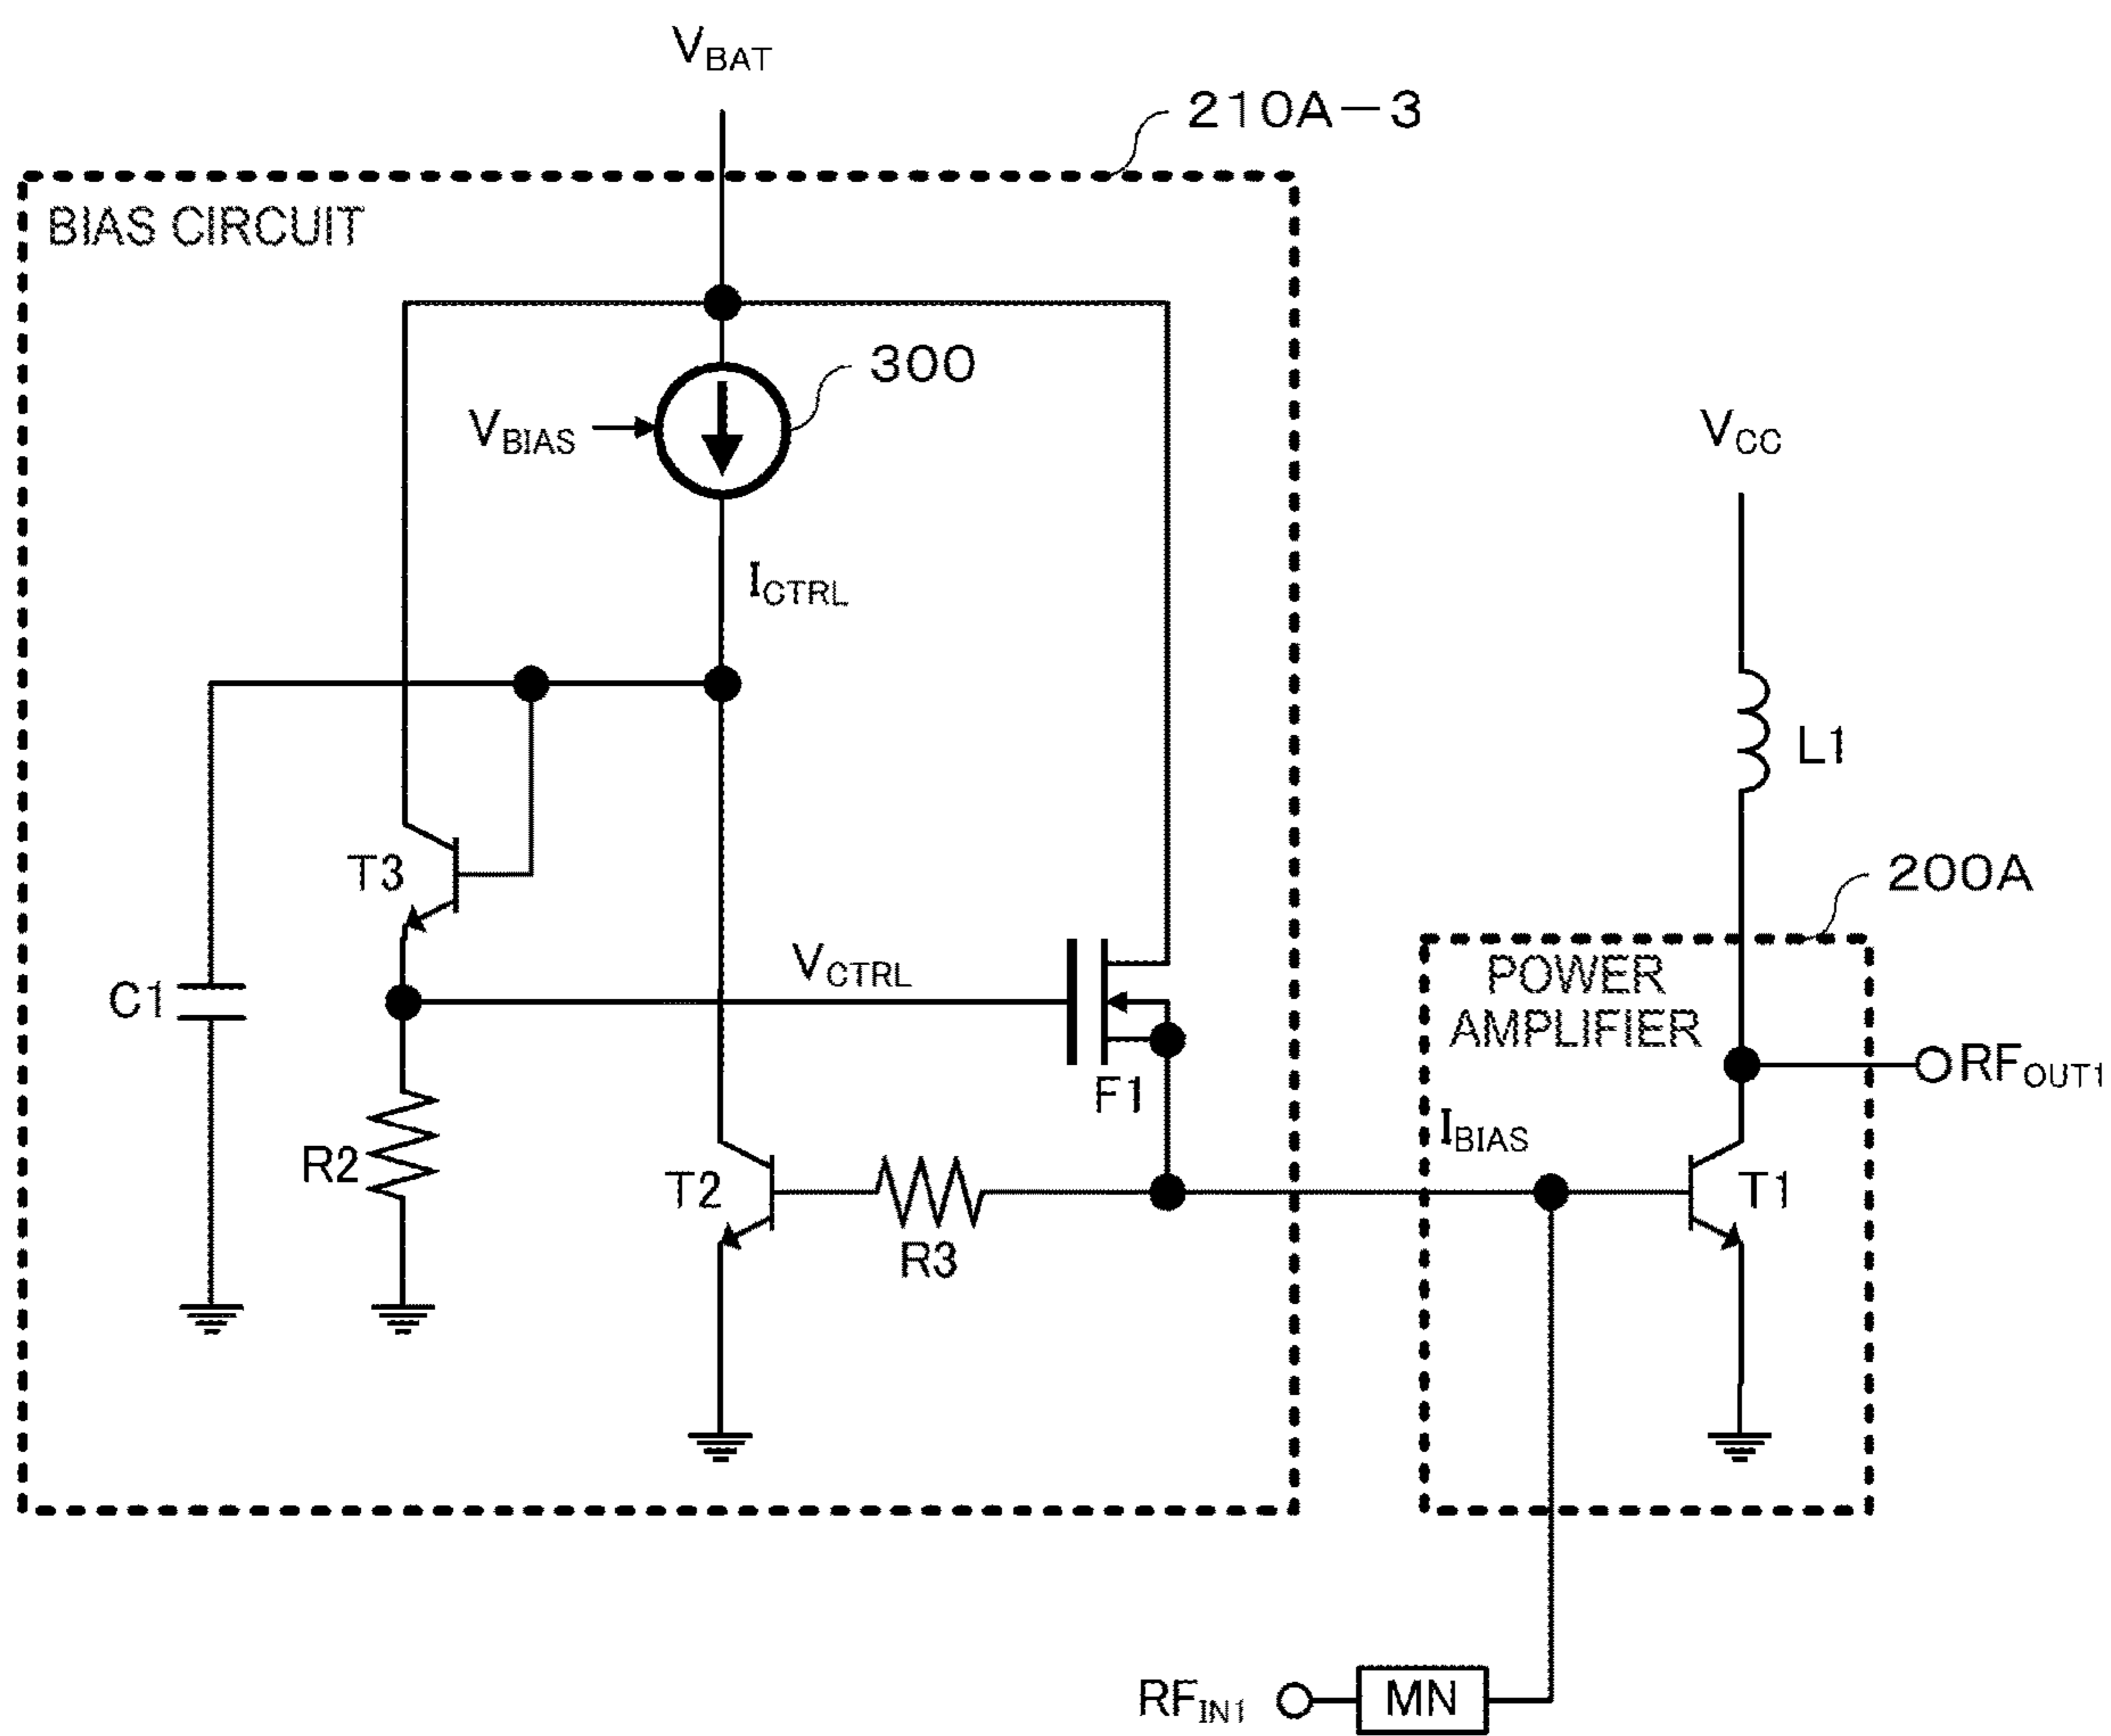 VBAT
210A-3
BIAS CIRCUIT
300
VBIAS
VCC
ICTRL
L1
T3
200A
VCTRL
POWER
AMPLIFIER
C1
RFOUT1
F1
IBIAS
R2
T2
T1
R3
RFIN1
MN